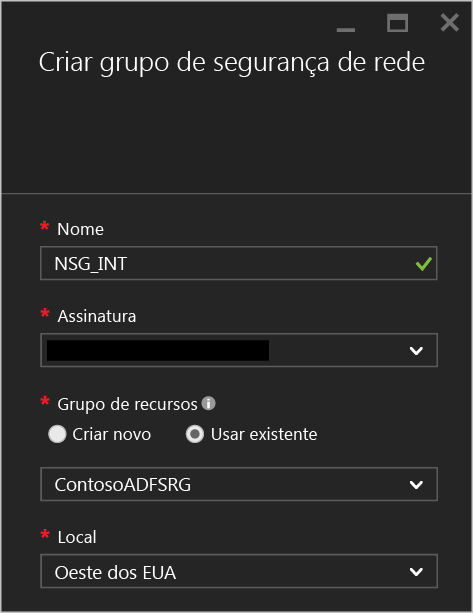 Criar grupo de segurança de rede
* Nome
NSG_INT
* Assinatura
* Grupo de recursos
Criar novo Usar existente
ContosoADFSRG
* Local
Oeste dos EUA